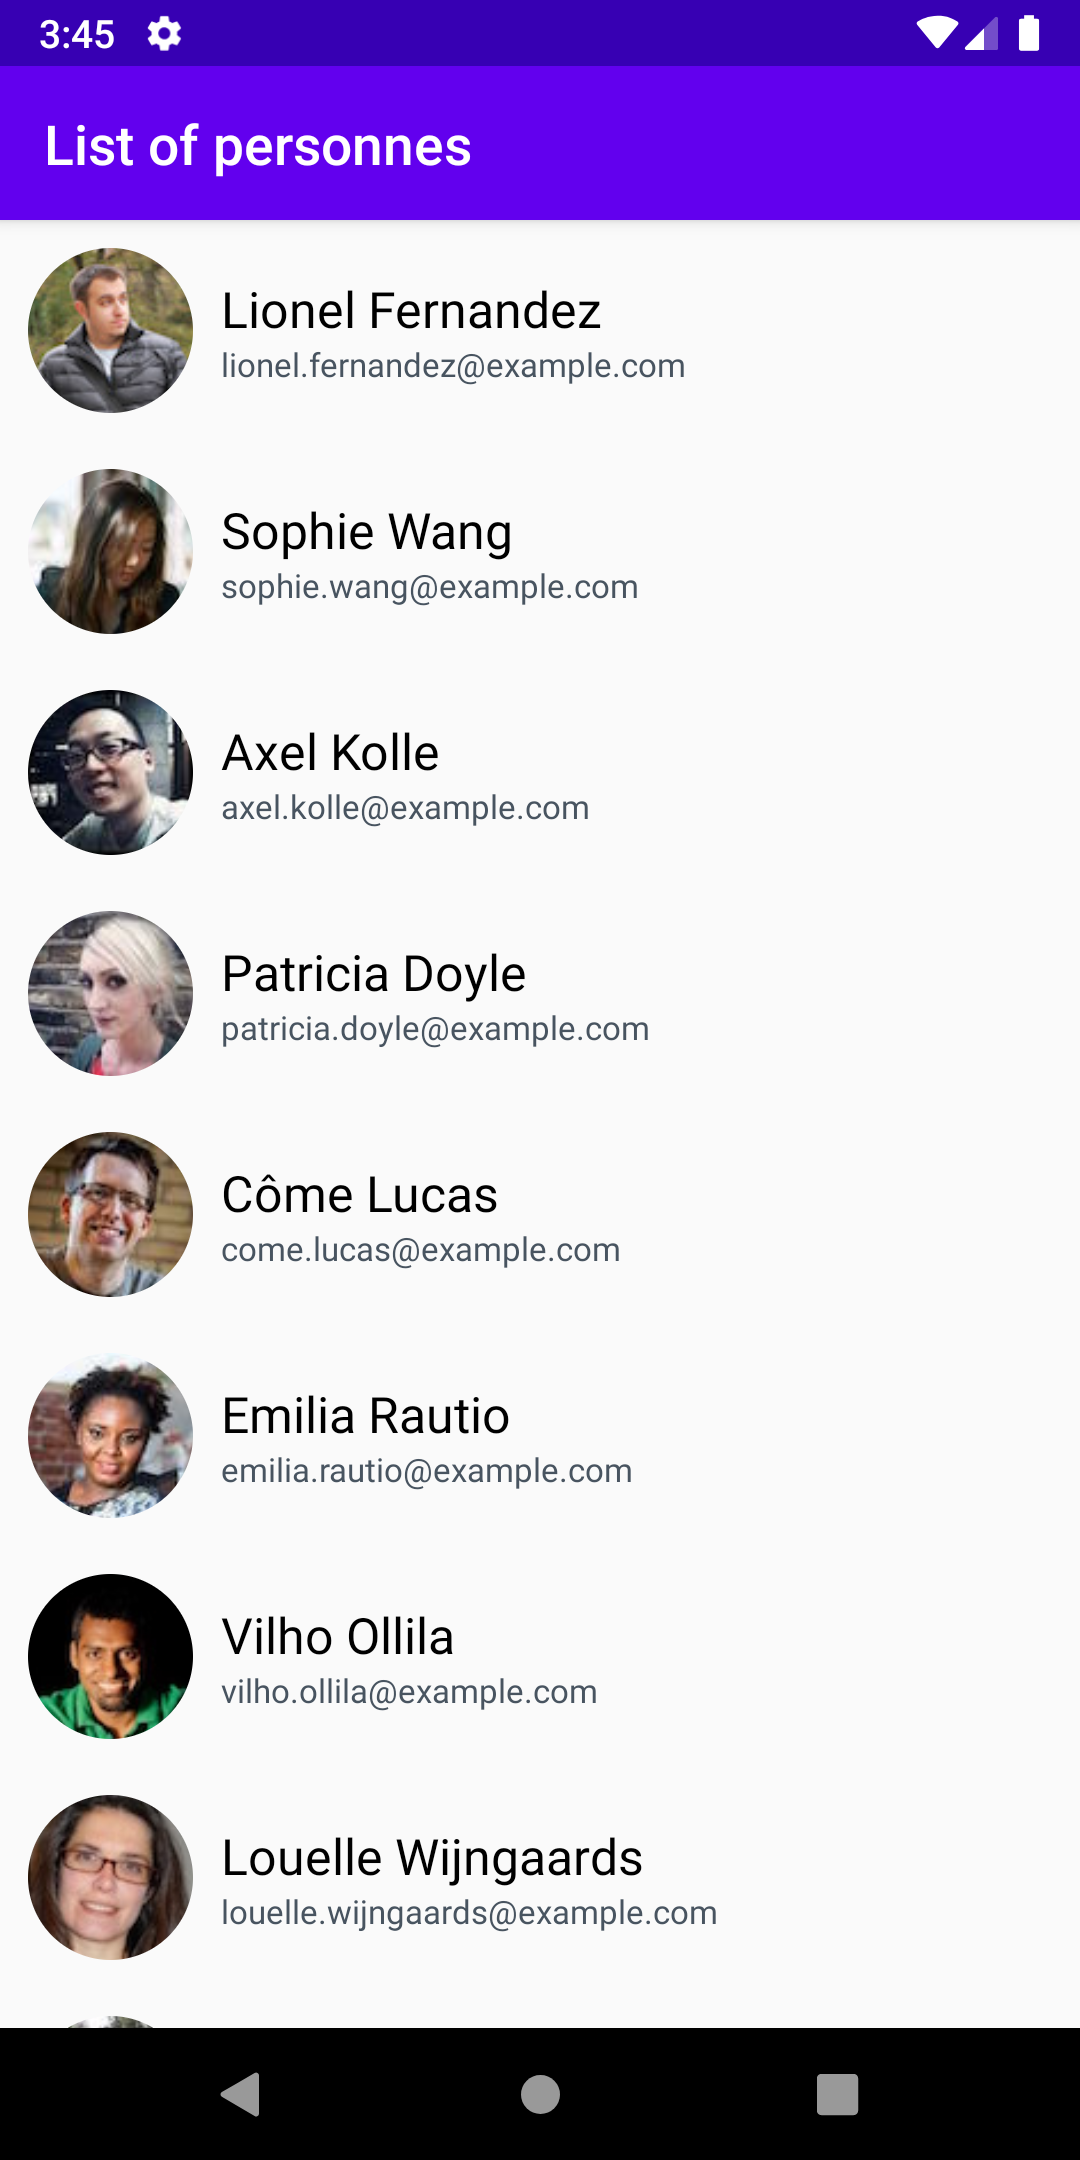 3:45
List of personnes
Lionel Fernandez
lionel.fernandez@example.com
Sophie Wang
sophie.wang@example.com
Axel Kolle
axel.kolle@example.com
Patricia Doyle
patricia.doyle@example.com
Côme Lucas
come.lucas@example.com
Emilia Rautio
emilia.rautio@example.com
Vilho Ollila
vilho.ollila@example.com
Louelle Wijngaards
louelle.wijngaards@example.com